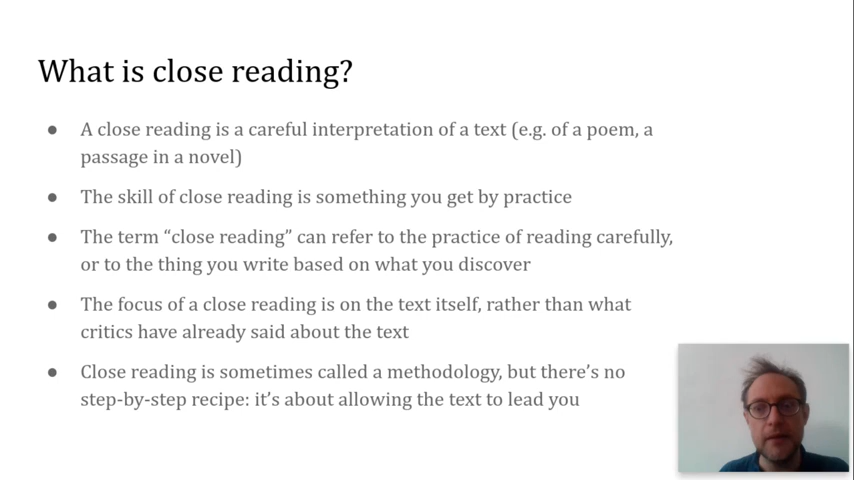 What is close reading?
● A close reading is a careful interpretation of a text (e.g. of a poem, a
passage in a novel)
● The skill of close reading is something you get by practice
● The term “close reading” can refer to the practice of reading carefully,
or to the thing you write based on what you discover
● The focus of a close reading is on the text itself, rather than what
critics have already said about the text
● Close reading is sometimes called a methodology, but there’s no
step-by-step recipe: it’s about allowing the text to lead you